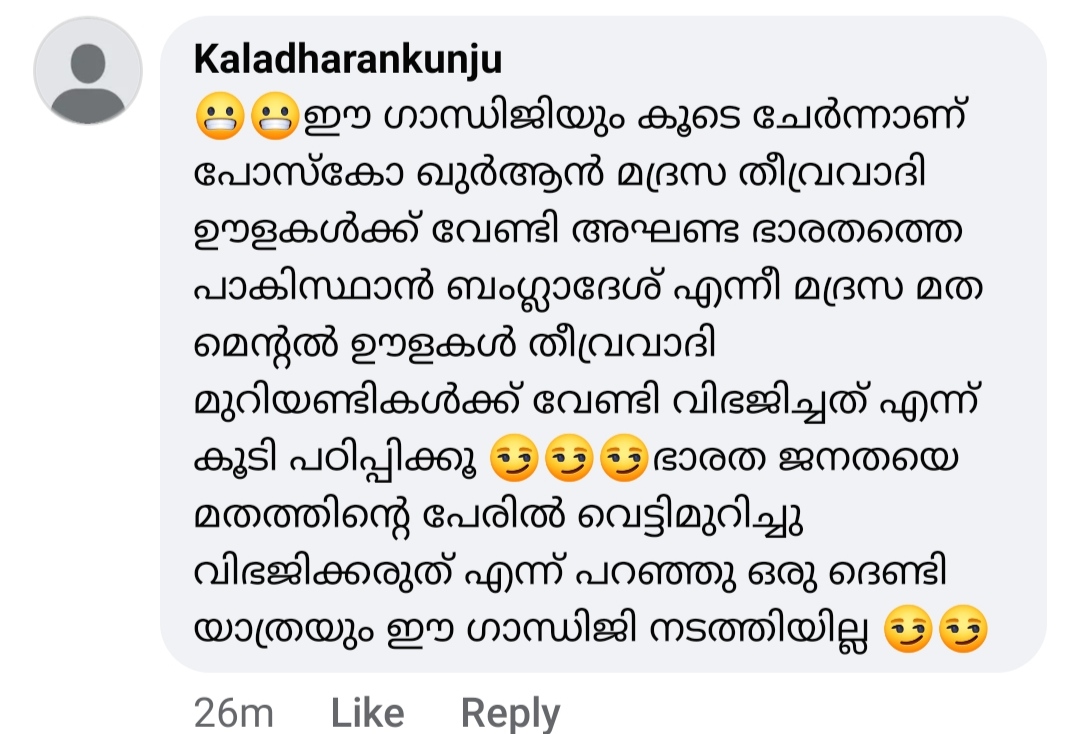 Kaladharankunju
😬😬ഈ ഗാന്ധിജിയും കൂടെ ചേർന്നാണ്
പോസ്കോ ഖുർആൻ മദ്രസ തീവ്രവാദി
ഊളകൾക്ക് വേണ്ടി അഘണ്ട ഭാരതത്തെ
പാകിസ്ഥാൻ ബംഗ്ലാദേശ് എന്നീ മദ്രസ മത
മെന്റൽ ഊളകൾ തീവ്രവാദി
മുറിയണ്ടികൾക്ക് വേണ്ടി വിഭജിച്ചത് എന്ന്
കൂടി പഠിപ്പിക്കൂ 😏😏😏ഭാരത ജനതയെ
മതത്തിന്റെ പേരിൽ വെട്ടിമുറിച്ചു
വിഭജിക്കരുത് എന്ന് പറഞ്ഞു ഒരു ദെണ്ടി
യാത്രയും ഈ ഗാന്ധിജി നടത്തിയില്ല 😏😏
26m Like Reply